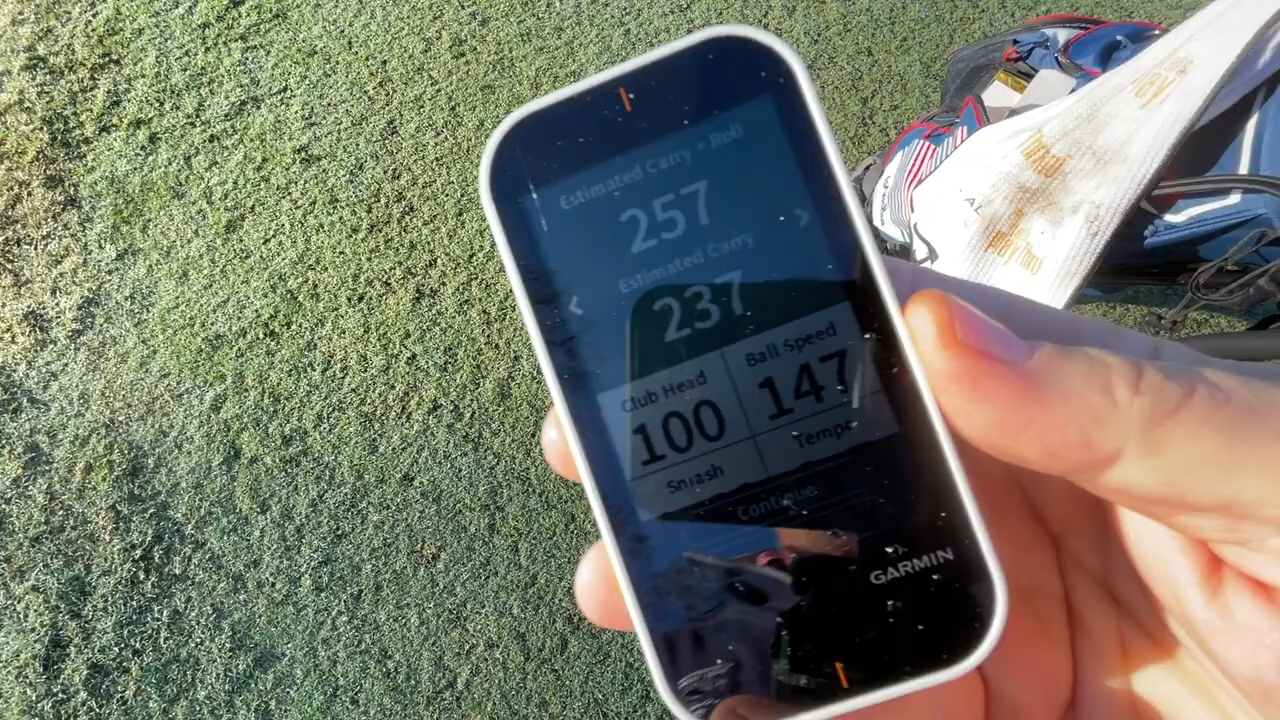 Estimated Carry + Roll
257
Estimated Carry
237
Club Head
100
Ball Speed
147
Smash
Tempo
Continue
GARMIN